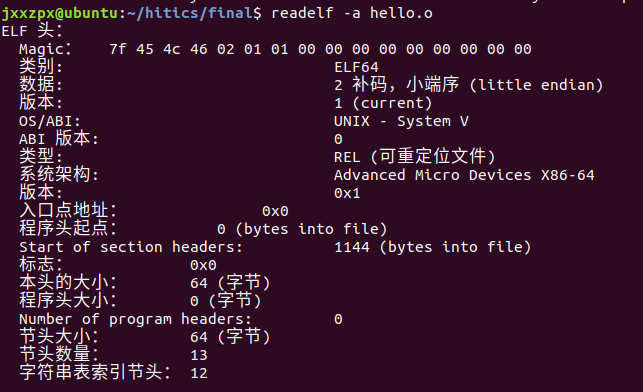 jxxzpx@ubuntu:~/hitics/final$ readelf -a hello.o
ELF 头：
  Magic：   7f 45 4c 46 02 01 01 00 00 00 00 00 00 00 00 00
  类别:                              ELF64
  数据:                              2 补码，小端序 (little endian)
  版本:                              1 (current)
  OS/ABI:                            UNIX - System V
  ABI 版本:                          0
  类型:                              REL (可重定位文件)
  系统架构:                          Advanced Micro Devices X86-64
  版本:                              0x1
  入口点地址：               0x0
  程序头起点：          0 (bytes into file)
  Start of section headers:          1144 (bytes into file)
  标志：             0x0
  本头的大小：       64 (字节)
  程序头大小：       0 (字节)
  Number of program headers:         0
  节头大小：         64 (字节)
  节头数量：         13
  字符串表索引节头： 12